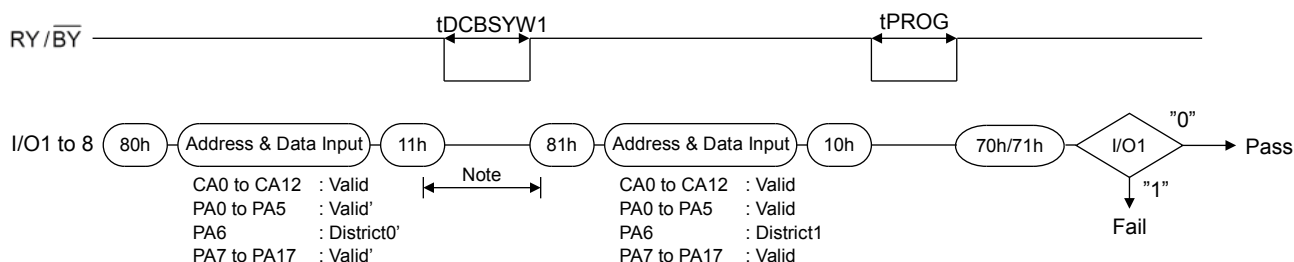 tDCBSYW1
tPROG
RY/BY
I/O1 to 8
80h
Address & Data Input
11h
81h
Address & Data Input
10h
70h/71h
I/O1
"0"
Pass
"1"
Fail
Note
CA0 to CA12 : Valid
PA0 to PA5 : Valid'
PA6 : District0'
PA7 to PA17 : Valid'
CA0 to CA12 : Valid
PA0 to PA5 : Valid
PA6 : District1
PA7 to PA17 : Valid